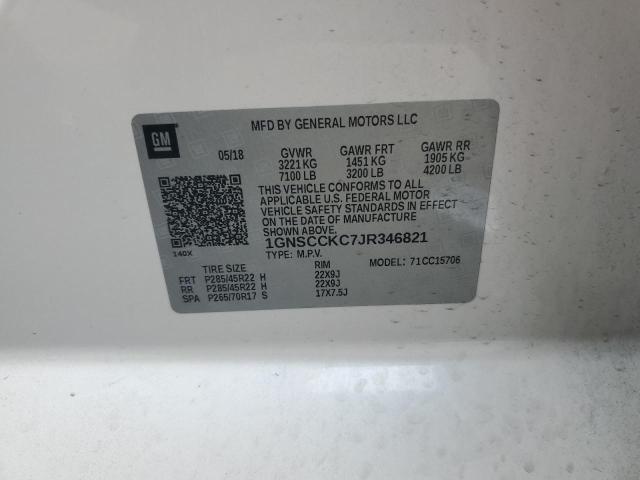 MFD BY GENERAL MOTORS LLC
GM
05/18 GVWR GAWR FRT GAWR RR
3221 KG 1451 KG 1905 KG
7100 LB 3200 LB 4200 LB
THIS VEHICLE CONFORMS TO ALL
APPLICABLE U.S. FEDERAL MOTOR
VEHICLE SAFETY STANDARDS IN EFFECT
ON THE DATE OF MANUFACTURE
SHOWN ABOVE.
1GNSCCKC7JR346821
140X TYPE: M.P.V. MODEL: 71CC15706
TIRE SIZE RIM
FRT P285/45R22 H 22X9J
RR P285/45R22 H 22X9J
SPA P265/70R17 S 17X7.5J